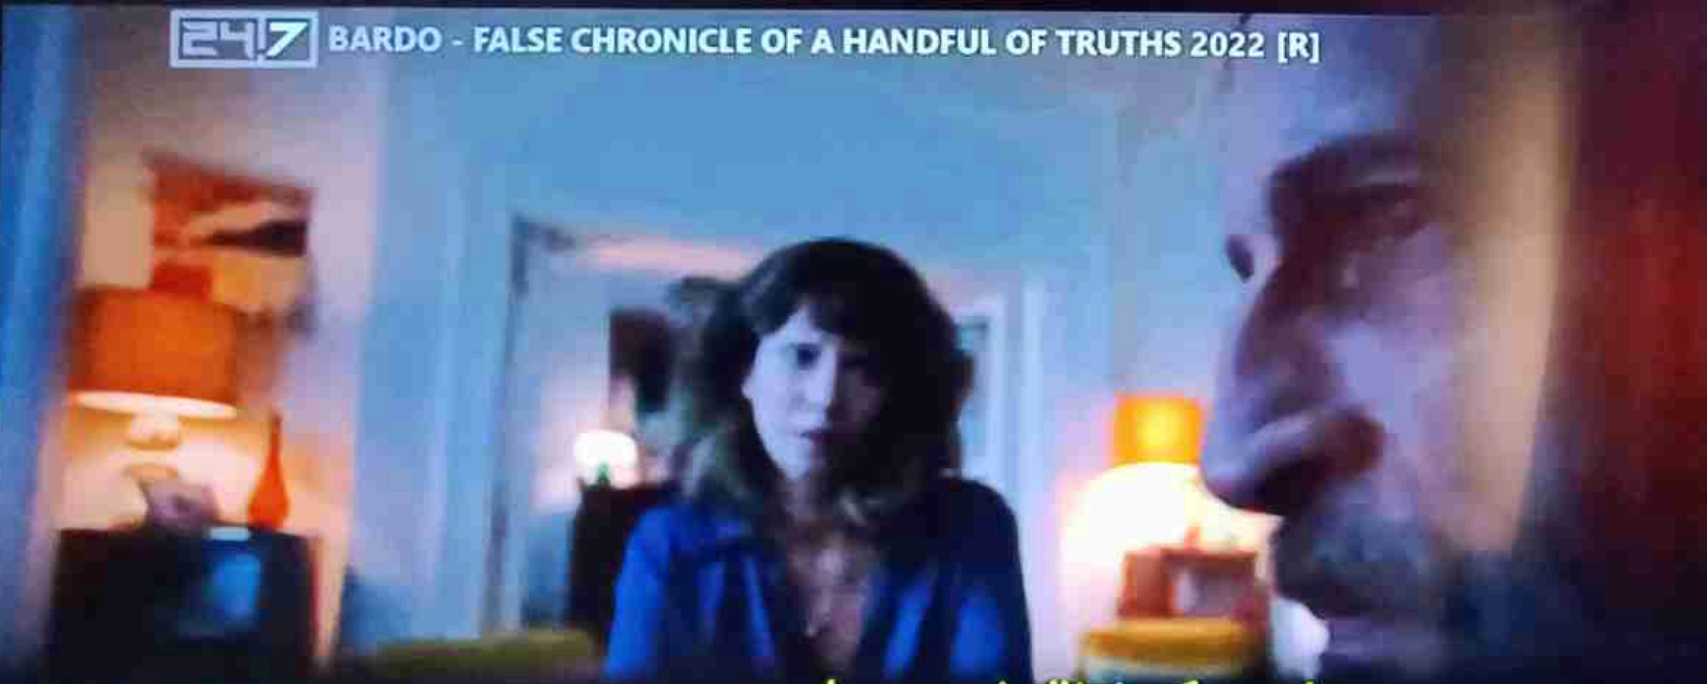 24/7 BARDO - FALSE CHRONICLE OF A HANDFUL OF TRUTHS 2022 [R]